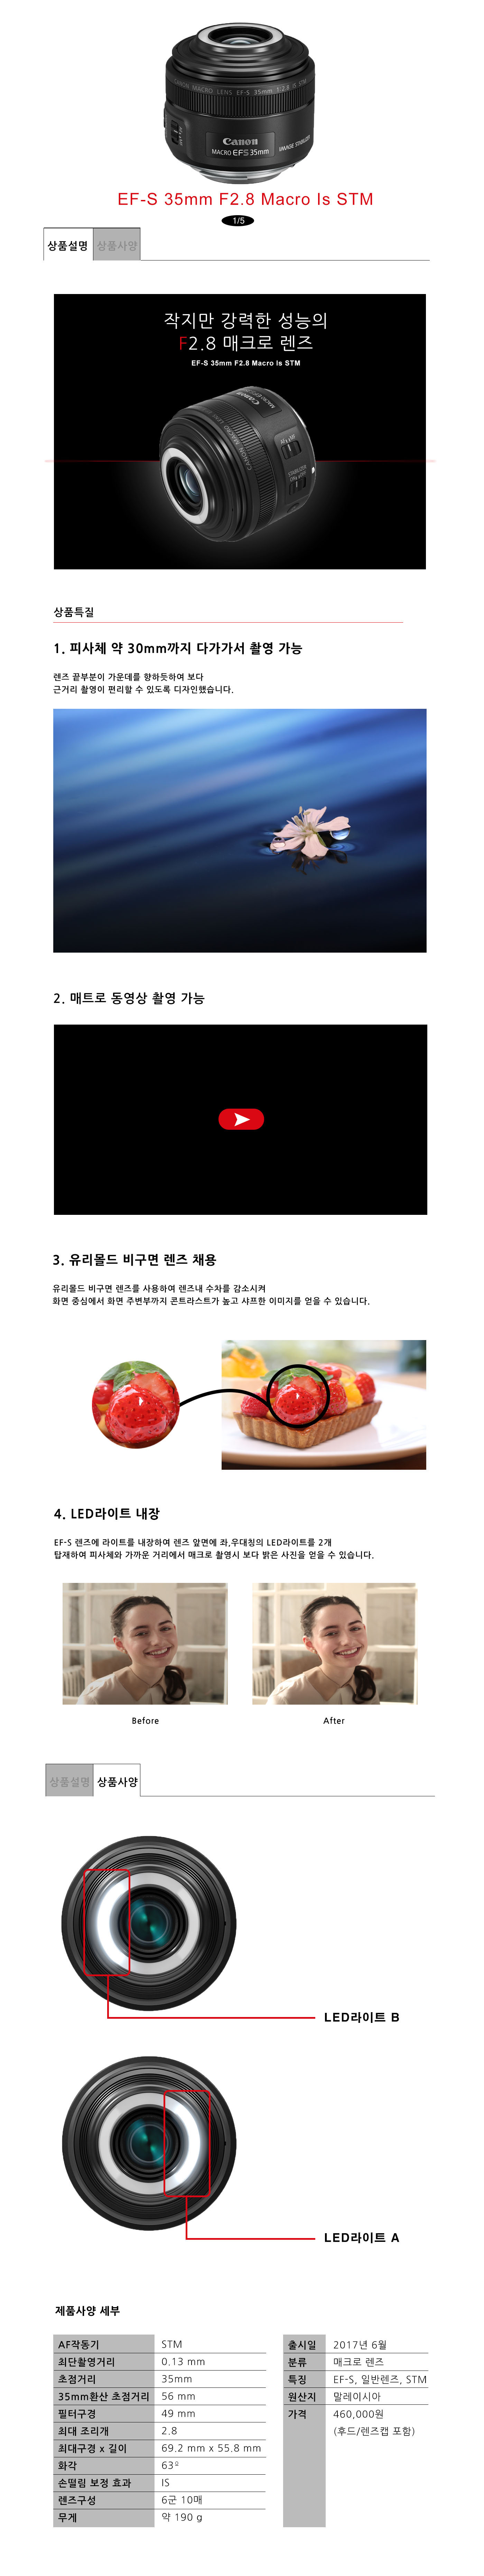 CANON MACRO LENS EF-S 35mm 1:2.8 IS STM
Canon
MACRO EFS 35mm
IMAGE STABILIZER
EF-S 35mm F2.8 Macro Is STM
1/5
상품설명 상품사양
작지만 강력한 성능의
F2.8 매크로 렌즈
EF-S 35mm F2.8 Macro Is STM
상품특질
1. 피사체 약 30mm까지 다가가서 촬영 가능
렌즈 끝부분이 가운데를 향하듯하여 보다
근거리 촬영이 편리할 수 있도록 디자인했습니다.
2. 매트로 동영상 촬영 가능
3. 유리몰드 비구면 렌즈 채용
유리몰드 비구면 렌즈를 사용하여 렌즈내 수차를 감소시켜
화면 중심에서 화면 주변부까지 콘트라스트가 높고 샤프한 이미지를 얻을 수 있습니다.
4. LED라이트 내장
EF-S 렌즈에 라이트를 내장하여 렌즈 앞면에 좌,우대칭의 LED라이트를 2개
탑재하여 피사체와 가까운 거리에서 매크로 촬영시 보다 밝은 사진을 얻을 수 있습니다.
Before After
상품설명 상품사양
LED라이트 B
LED라이트 A
제품사양 세부
AF작동기 STM
최단촬영거리 0.13 mm
초점거리 35mm
35mm환산 초점거리 56 mm
필터구경 49 mm
최대 조리개 2.8
최대구경 x 길이 69.2 mm x 55.8 mm
화각 63º
손떨림 보정 효과 IS
렌즈구성 6군 10매
무게 약 190 g
출시일 2017년 6월
분류 매크로 렌즈
특징 EF-S, 일반렌즈, STM
원산지 말레이시아
가격 460,000원
(후드/렌즈캡 포함)